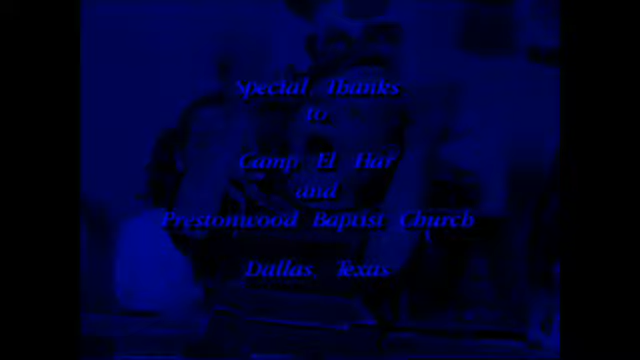 Special Thanks
to
Camp El Har
and
Prestonwood Baptist Church
Dallas, Texas